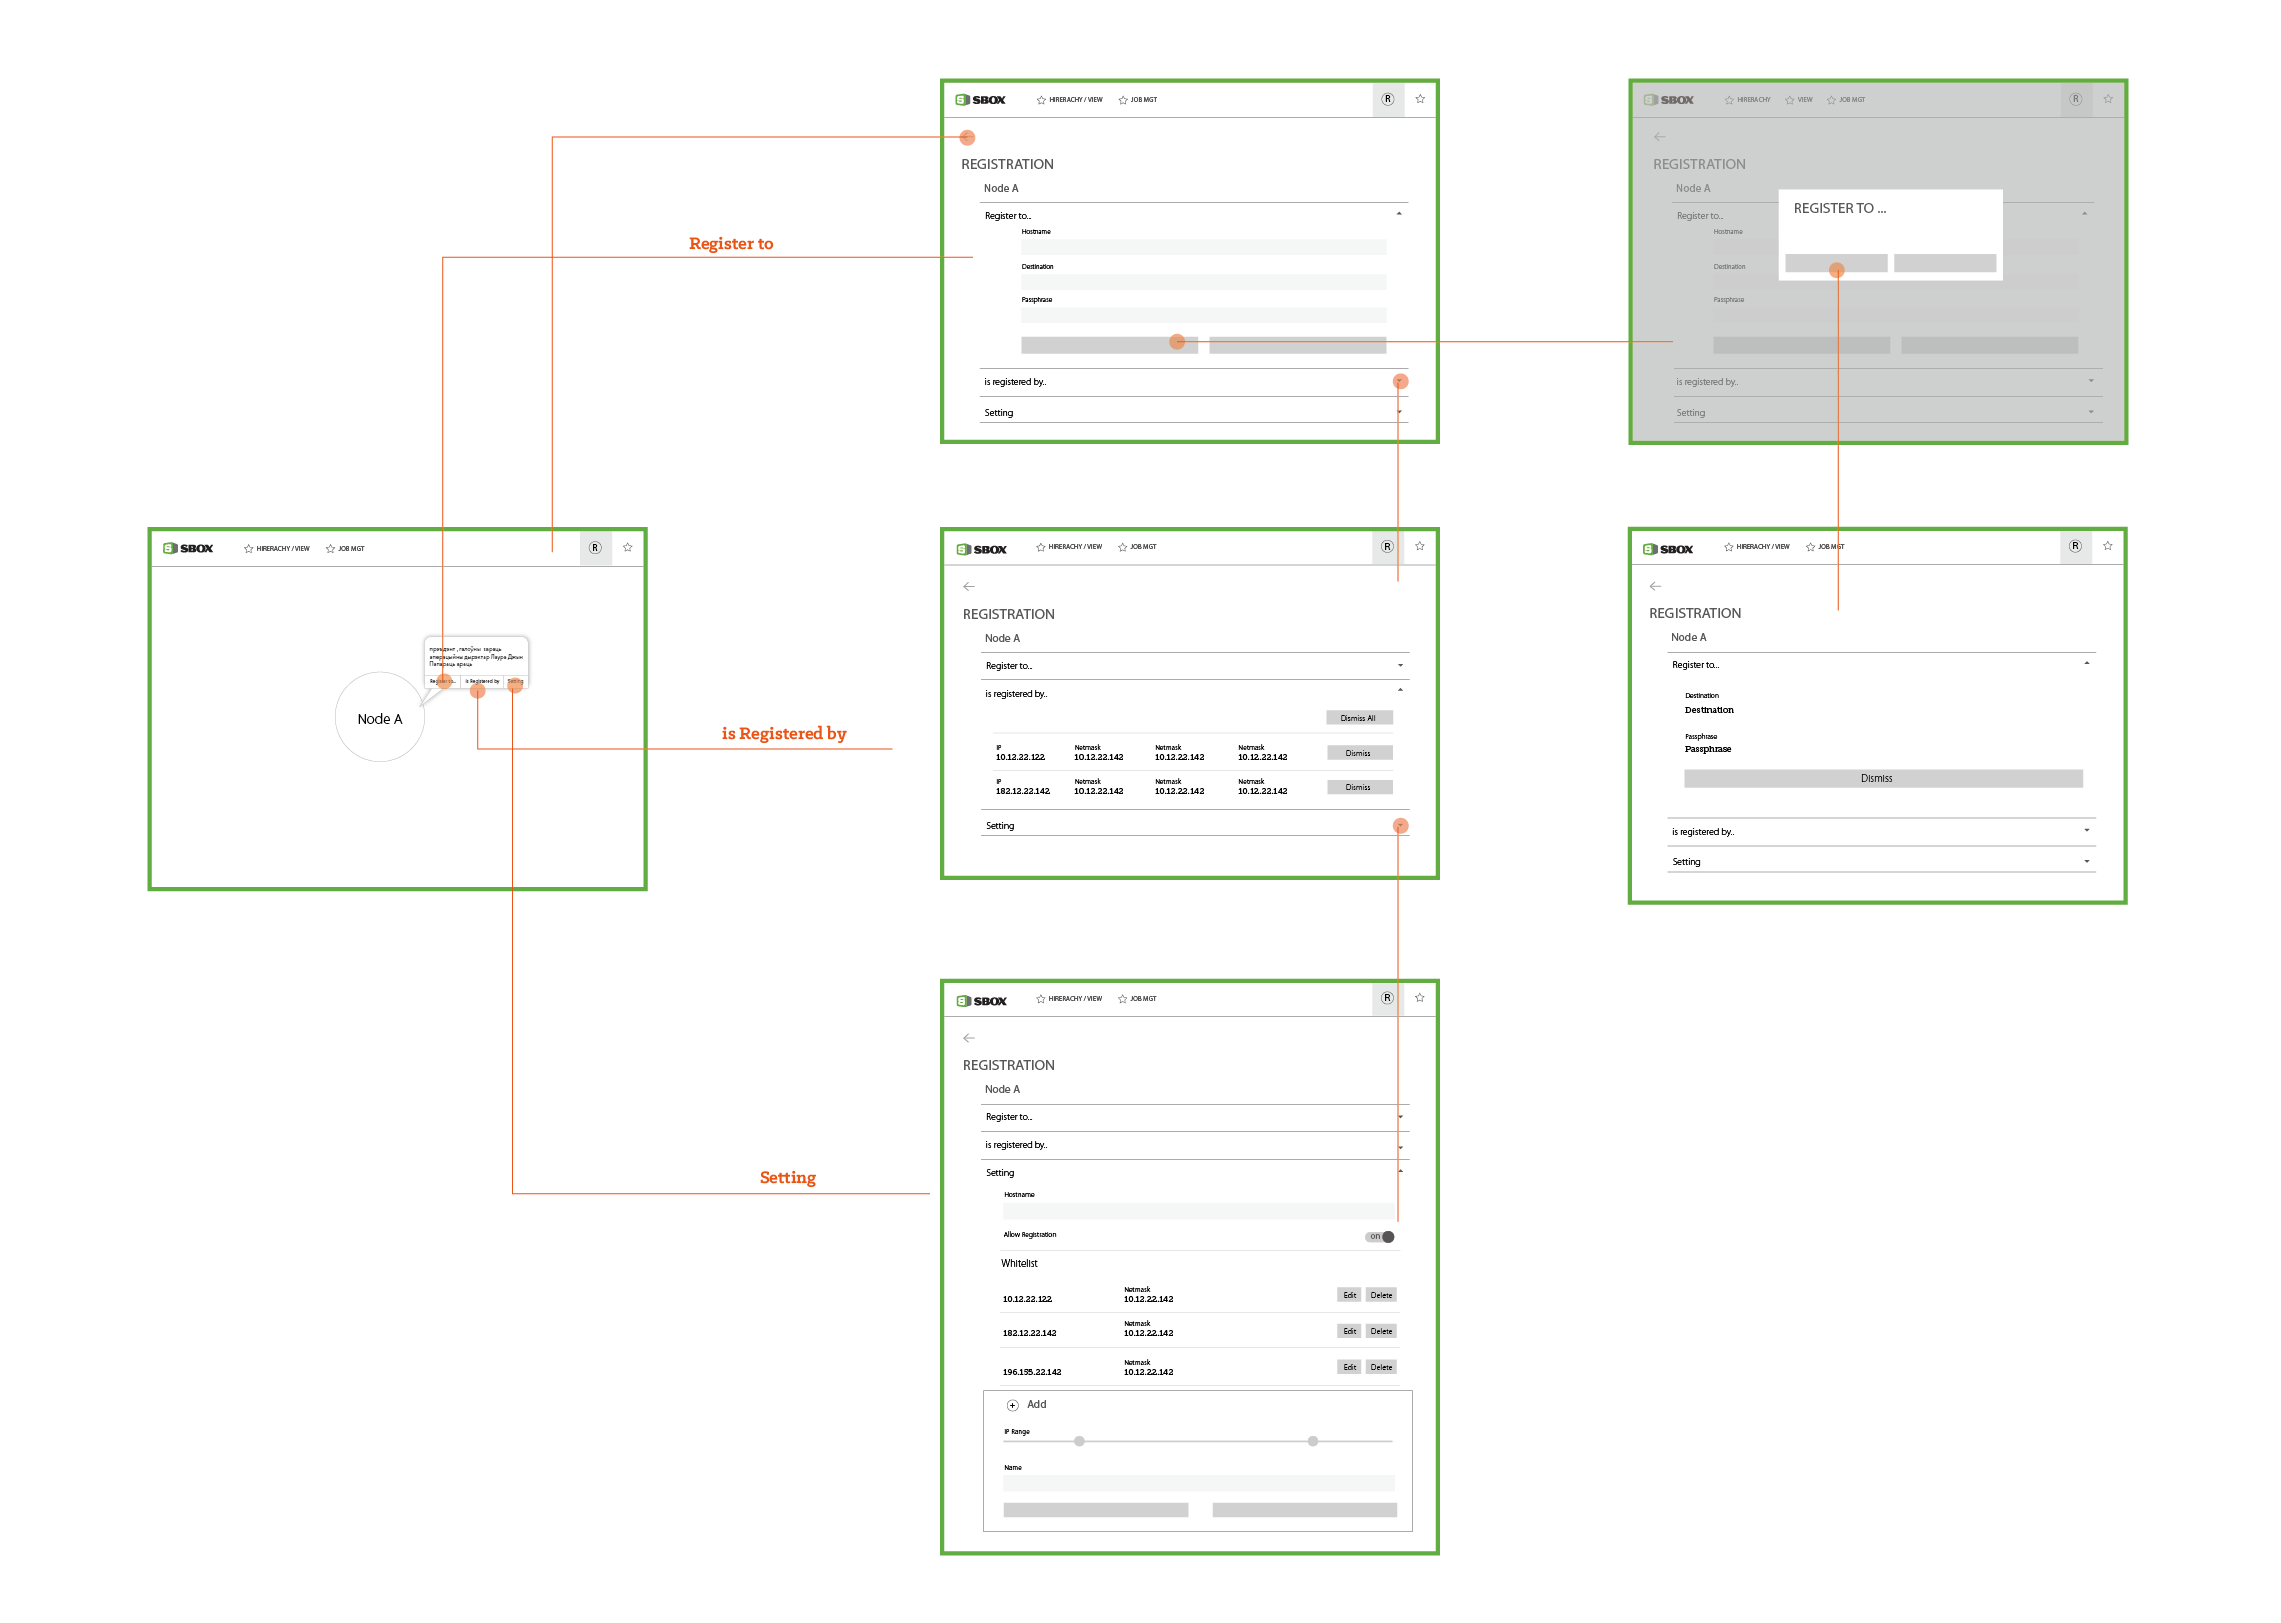 SBOX HIRERACHY / VIEW JOB MGT R
REGISTRATION
Node A
Register to...
Hostname
Destination
Passphrase
is registered by..
Setting
SBOX HIRERACHY VIEW JOB MGT R
REGISTRATION
Node A
REGISTER TO ...
Register to...
Hostname
Destination
Passphrase
is registered by..
Setting
Register to
SBOX HIRERACHY / VIEW JOB MGT R
Node A
Register to... is Registered by Setting
is Registered by
Setting
SBOX HIRERACHY / VIEW JOB MGT R
REGISTRATION
Node A
Register to...
is registered by..
Dismiss All
IP Netmask Netmask Netmask
10.12.22.122 10.12.22.142 10.12.22.142 10.12.22.142 Dismiss
IP Netmask Netmask Netmask
182.12.22.142 10.12.22.142 10.12.22.142 10.12.22.142 Dismiss
Setting
SBOX HIRERACHY / VIEW JOB MGT R
REGISTRATION
Node A
Register to...
Destination
Destination
Passphrase
Passphrase
Dismiss
is registered by..
Setting
SBOX HIRERACHY / VIEW JOB MGT R
REGISTRATION
Node A
Register to...
is registered by..
Setting
Hostname
Allow Registration on
Whitelist
Netmask
10.12.22.122 10.12.22.142 Edit Delete
Netmask
182.12.22.142 10.12.22.142 Edit Delete
Netmask
196.155.22.142 10.12.22.142 Edit Delete
Add
IP Range
Name